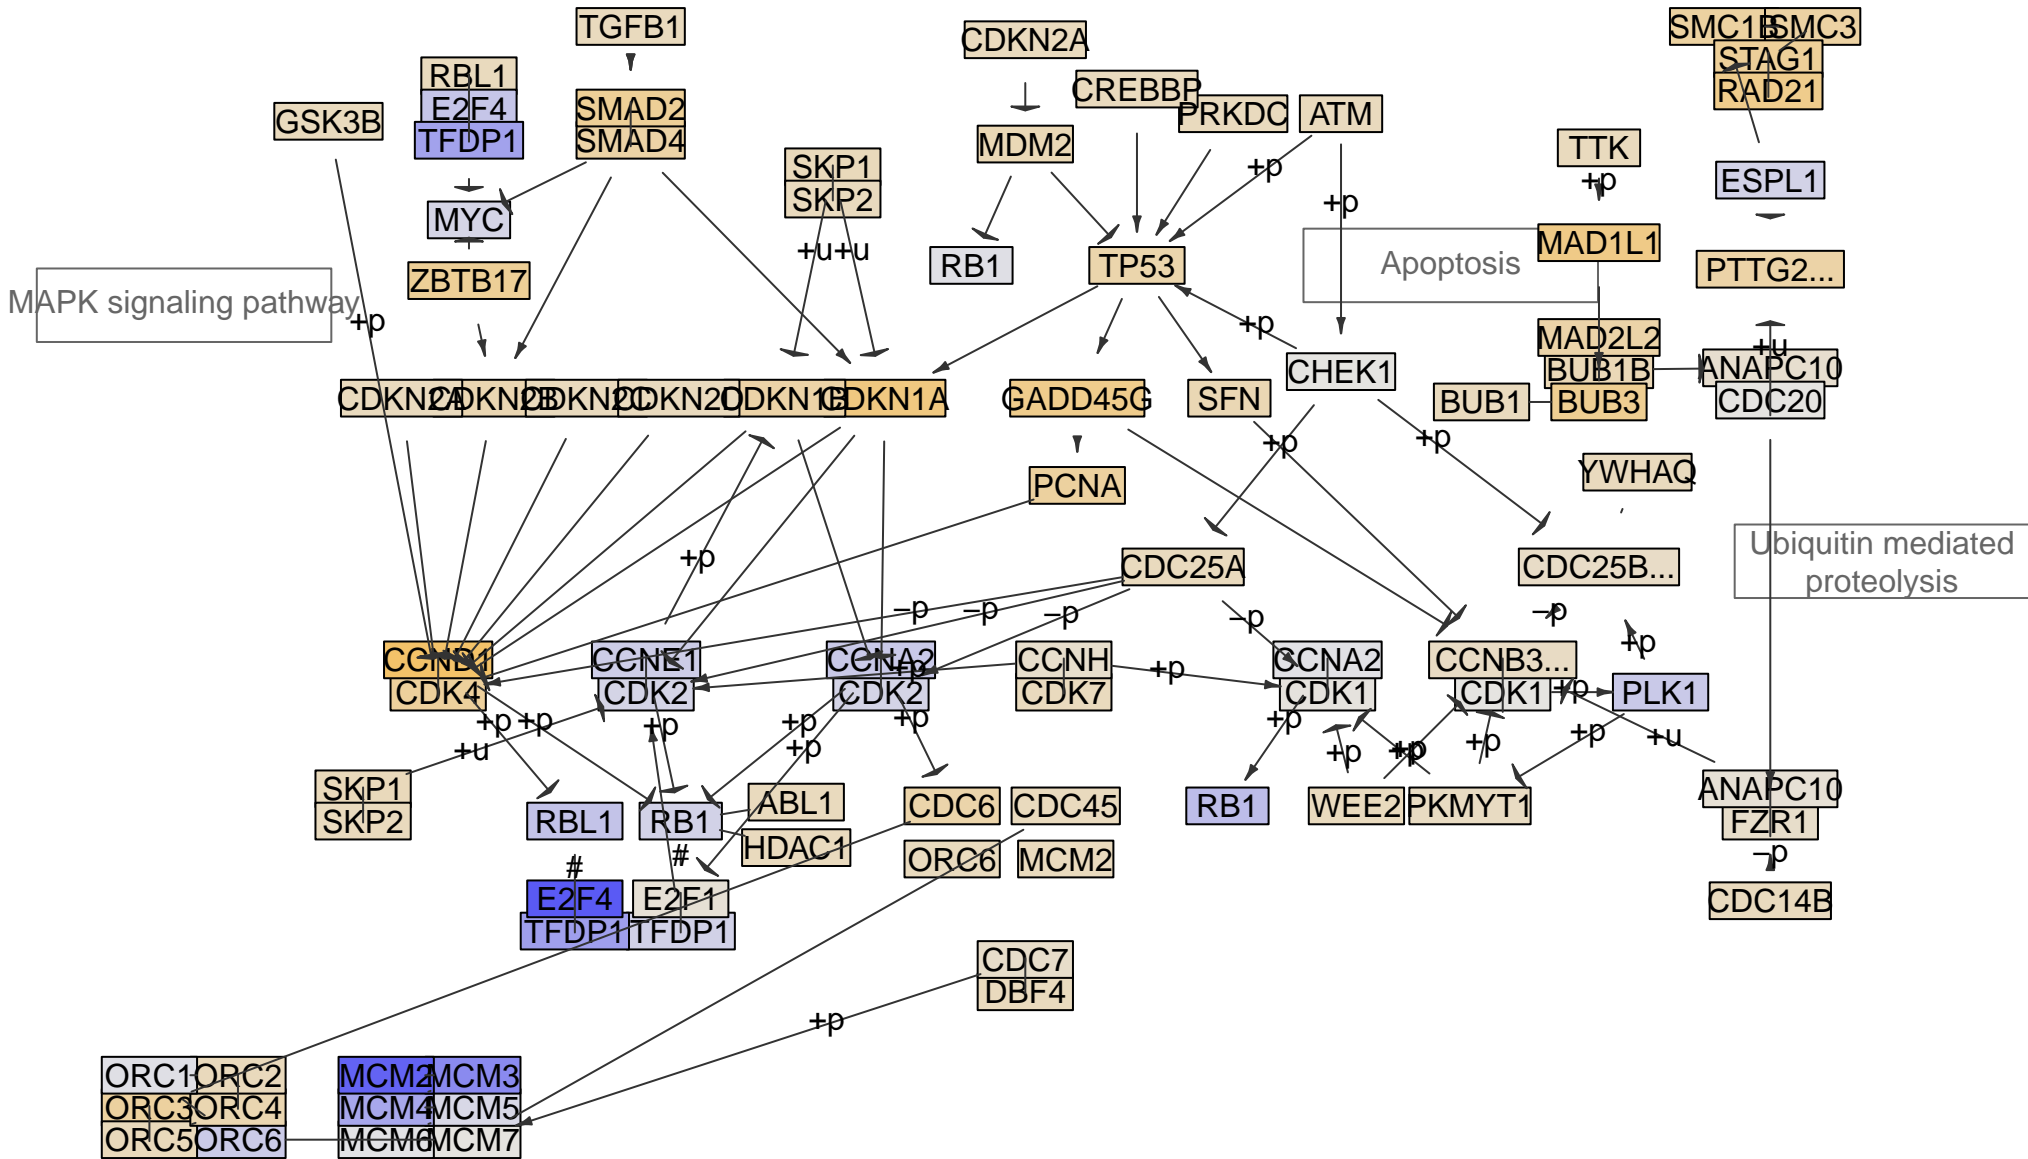 TGFB1
CDKN2A
SMC1B
SMC3
STAG1
RAD21
RBL1
E2F4
TFDP1
GSK3B
SMAD2
SMAD4
CREBBP
PRKDC
ATM
MDM2
TTK
+p
SKP1
SKP2
ESPL1
+p
+p
MYC
+u
+u
RB1
TP53
Apoptosis
MAD1L1
PTTG2...
ZBTB17
MAPK signaling pathway
+p
+p
MAD2L2
BUB1B
BUB3
BUB1
+u
ANAPC10
CDC20
CHEK1
CDKN2A
CDKN2B
CDKN2C
CDKN2D
CDKN1B
CDKN1A
GADD45G
SFN
+p
+p
PCNA
YWHAQ
+p
CDC25A
CDC25B...
Ubiquitin mediated
proteolysis
−p
−p
−p
−p
−p
+p
CCND1
CDK4
CCNE1
CDK2
CCNA2
CDK2
+p
CCNH
CDK7
+p
CCNA2
CDK1
CCNB3...
CDK1
+p
PLK1
+p
+p
+u
+p
+p
+p
+p
+p
+p
+p
+p
+p
+p
+u
SKP1
SKP2
RBL1
RB1
ABL1
HDAC1
CDC6
CDC45
ORC6
MCM2
RB1
WEE2
PKMYT1
ANAPC10
FZR1
−p
CDC14B
#
#
E2F4
TFDP1
E2F1
TFDP1
CDC7
DBF4
+p
ORC1
ORC2
MCM2
MCM3
ORC3
ORC4
MCM4
MCM5
ORC5
ORC6
MCM6
MCM7